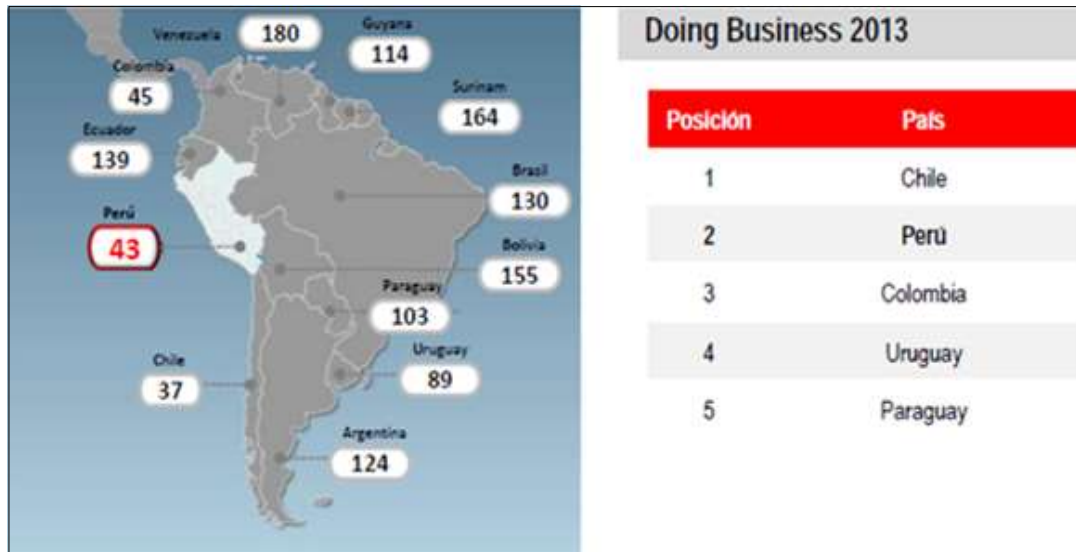 Venezuela
180
Guyana
114
Colombia
45
Surinam
164
Ecuador
139
Brasil
130
Perú
43
Bolivia
155
Paraguay
103
Uruguay
89
Chile
37
Argentina
124
Doing Business 2013
Posición País
1 Chile
2 Perú
3 Colombia
4 Uruguay
5 Paraguay